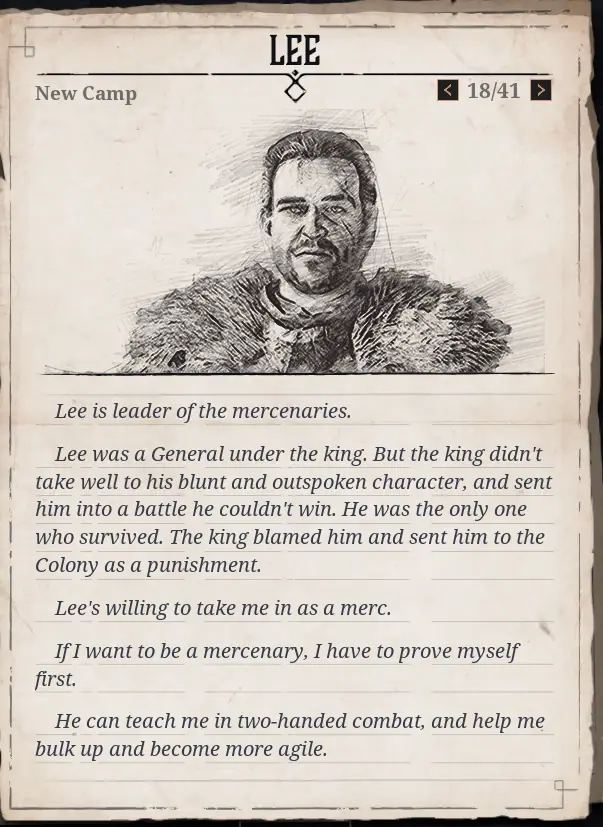 LEE
New Camp
18/41
Lee is leader of the mercenaries.
Lee was a General under the king. But the king didn't
take well to his blunt and outspoken character, and sent
him into a battle he couldn't win. He was the only one
who survived. The king blamed him and sent him to the
Colony as a punishment.
Lee's willing to take me in as a merc.
If I want to be a mercenary, I have to prove myself
first.
He can teach me in two-handed combat, and help me
bulk up and become more agile.